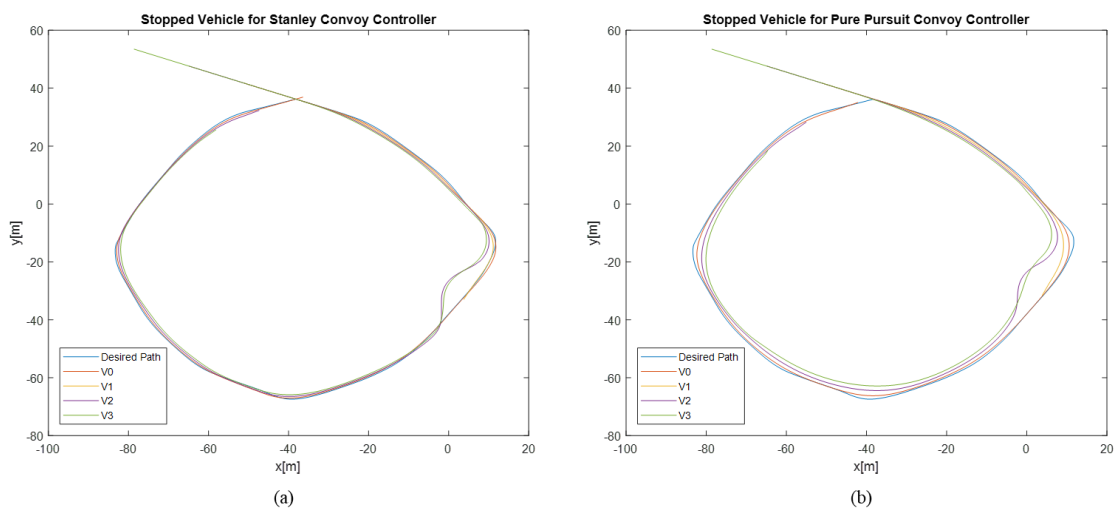 Stopped Vehicle for Stanley Convoy Controller
60
40
20
0
-20
-40
-60
-80
y[m]
Desired Path
V0
V1
V2
V3
-100
-80
-60
-40
-20
0
20
x[m]
(a)
Stopped Vehicle for Pure Pursuit Convoy Controller
60
40
20
0
-20
-40
-60
-80
y[m]
Desired Path
V0
V1
V2
V3
-100
-80
-60
-40
-20
0
20
x[m]
(b)